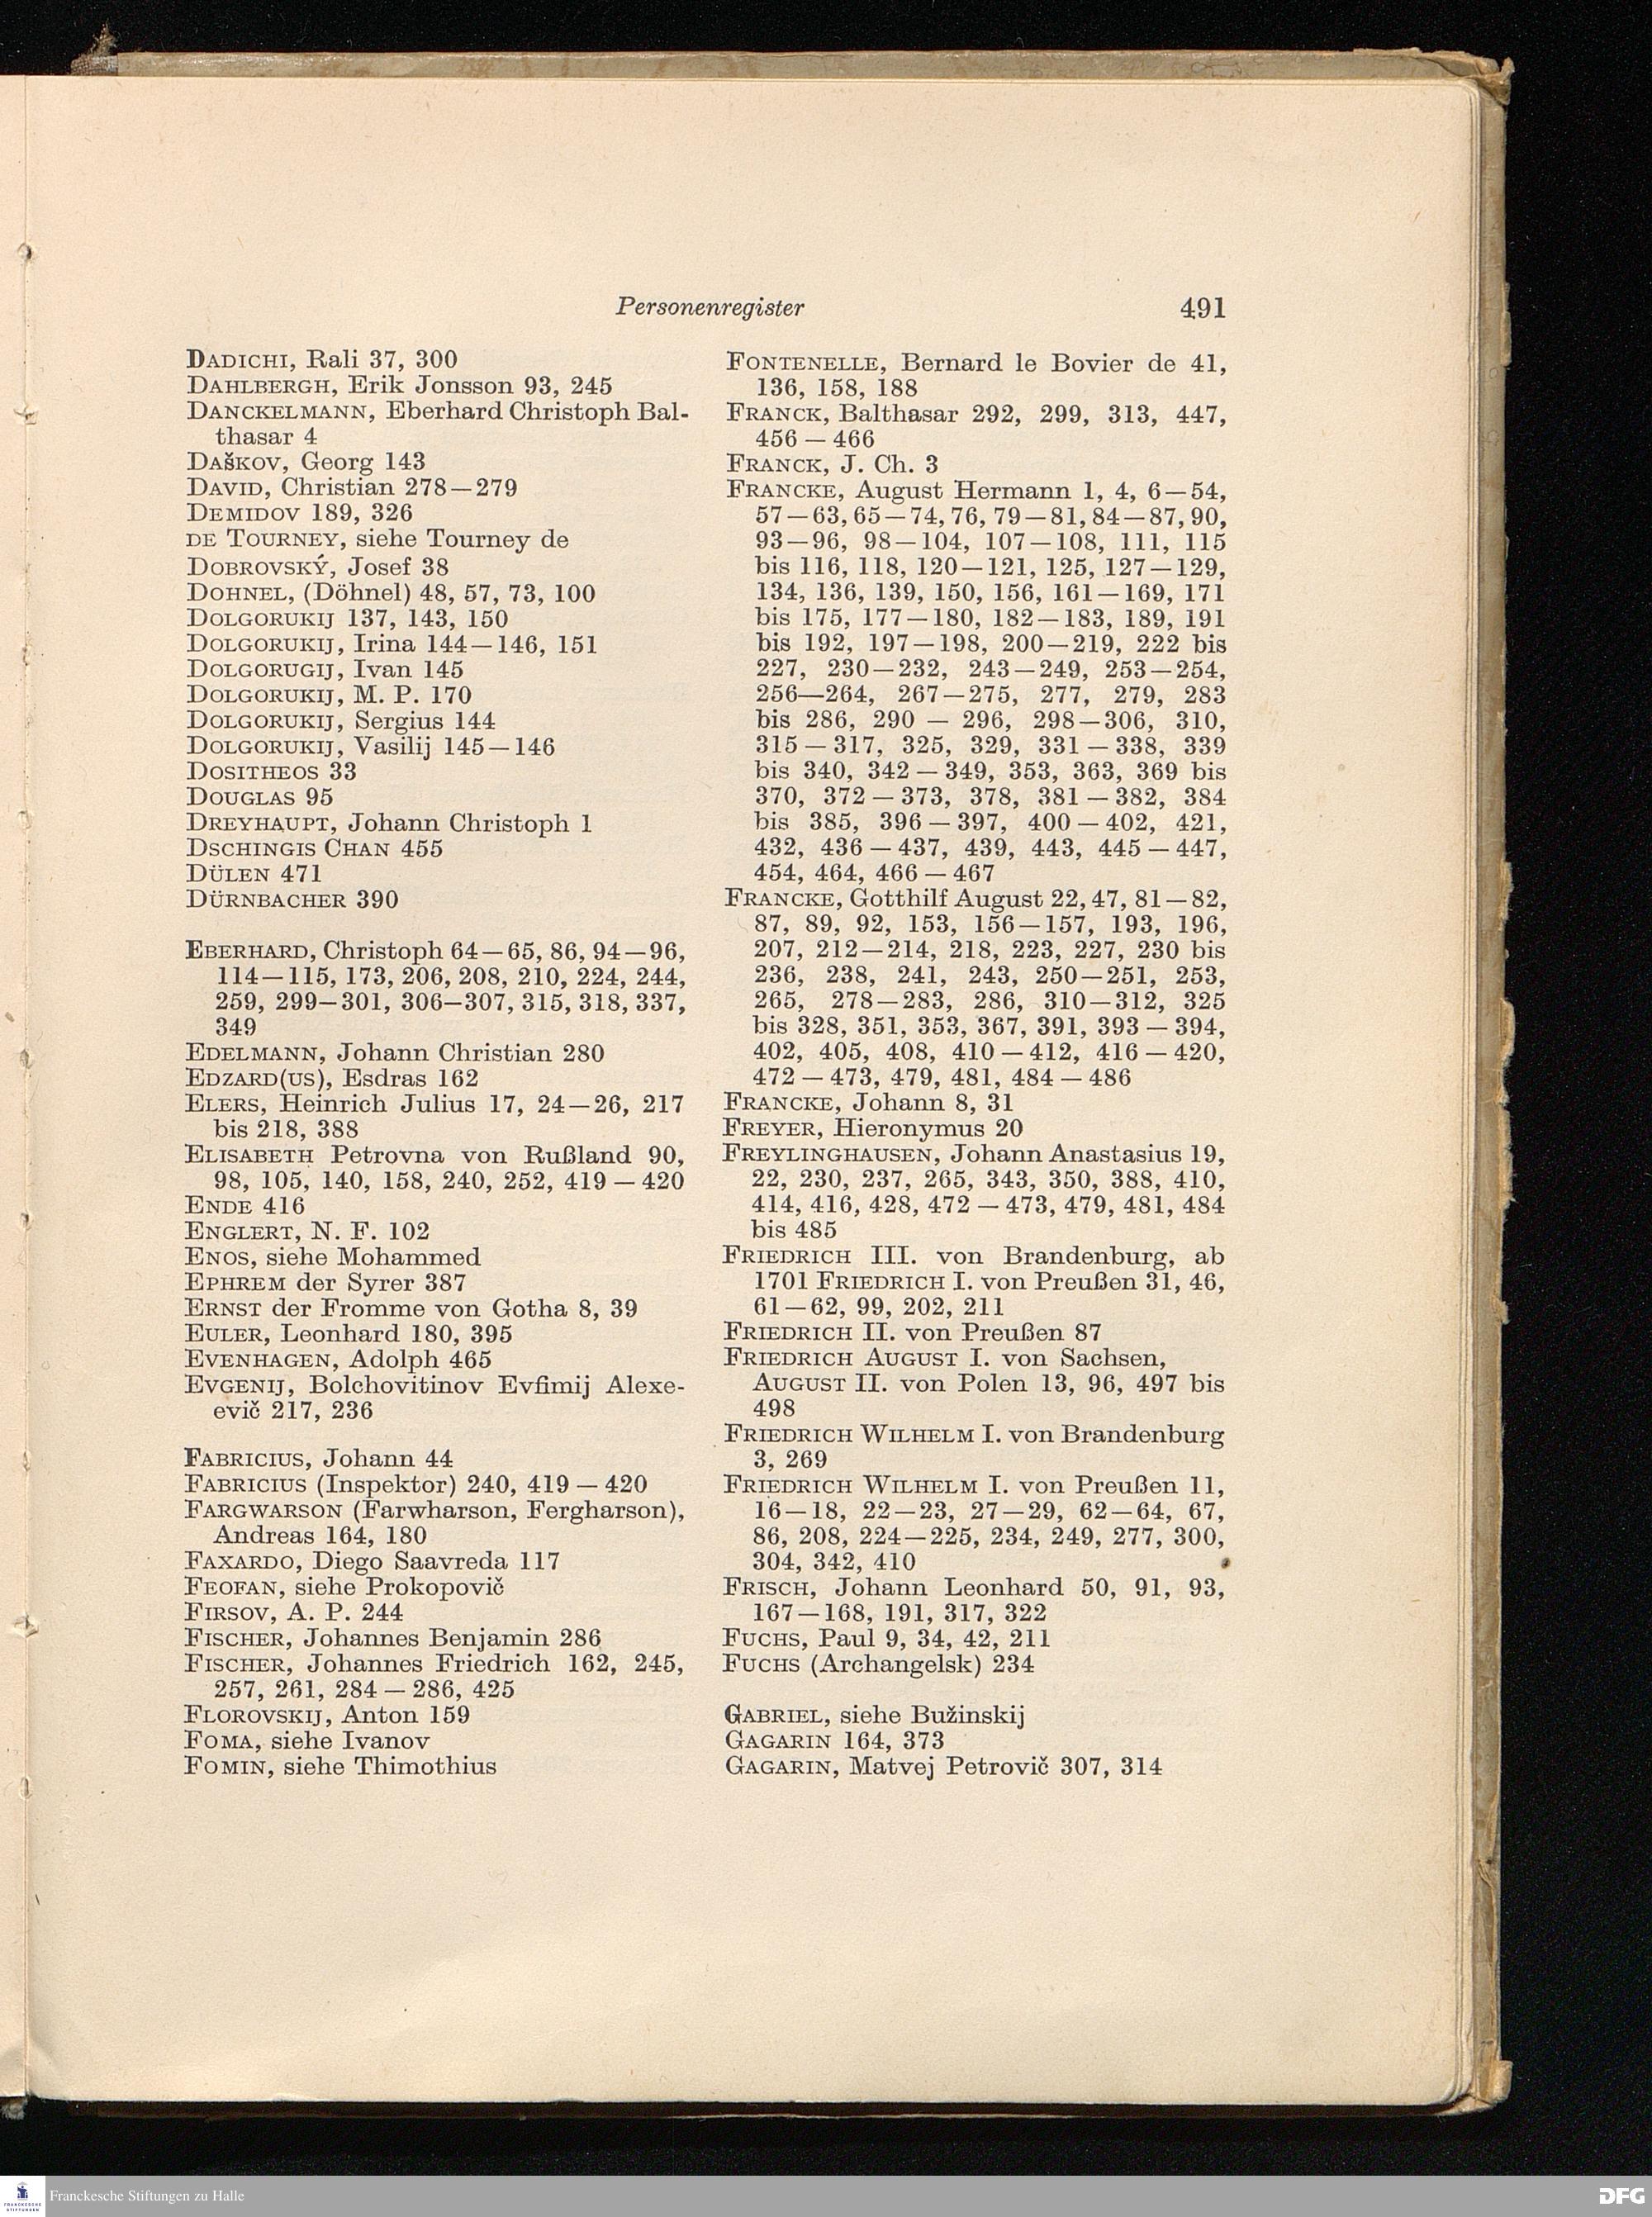 Personenregister 491
DADICHI, Rali 37, 300
DAHLBERGH, Erik Jonsson 93, 245
DANCKELMANN, Eberhard Christoph Bal-
thasar 4
DAŠKOV, Georg 143
DAVID, Christian 278—279
DEMIDOV 189, 326
DE TOURNEY, siehe Tourney de
DOBROVSKÝ, Josef 38
DOHNEL, (Döhnel) 48, 57, 73, 100
DOLGORUKIJ 137, 143, 150
DOLGORUKIJ, Irina 144—146, 151
DOLGORUGIJ, Ivan 145
DOLGORUKIJ, M. P. 170
DOLGORUKIJ, Sergius 144
DOLGORUKIJ, Vasilij 145—146
DOSITHEOS 33
DOUGLAS 95
DREYHAUPT, Johann Christoph 1
DSCHINGIS CHAN 455
DÜLEN 471
DÜRNBACHER 390
EBERHARD, Christoph 64—65, 86, 94—96,
114—115, 173, 206, 208, 210, 224, 244,
259, 299—301, 306—307, 315, 318, 337,
349
EDELMANN, Johann Christian 280
EDZARD(US), Esdras 162
ELERS, Heinrich Julius 17, 24—26, 217
bis 218, 388
ELISABETH Petrovna von Rußland 90,
98, 105, 140, 158, 240, 252, 419 — 420
ENDE 416
ENGLERT, N. F. 102
ENOS, siehe Mohammed
EPHREM der Syrer 387
ERNST der Fromme von Gotha 8, 39
EULER, Leonhard 180, 395
EVENHAGEN, Adolph 465
EVGENIJ, Bolchovitinov Evfimij Alexe-
evič 217, 236
FABRICIUS, Johann 44
FABRICIUS (Inspektor) 240, 419 — 420
FARGWARSON (Farwharson, Fergharson),
Andreas 164, 180
FAXARDO, Diego Saavreda 117
FEOFAN, siehe Prokopovič
FIRSOV, A. P. 244
FISCHER, Johannes Benjamin 286
FISCHER, Johannes Friedrich 162, 245,
257, 261, 284 — 286, 425
FLOROVSKIJ, Anton 159
FOMA, siehe Ivanov
FOMIN, siehe Thimothius
FONTENELLE, Bernard le Bovier de 41,
136, 158, 188
FRANCK, Balthasar 292, 299, 313, 447,
456 — 466
FRANCK, J. Ch. 3
FRANCKE, August Hermann 1, 4, 6—54,
57—63, 65—74, 76, 79—81, 84—87, 90,
93—96, 98—104, 107—108, 111, 115
bis 116, 118, 120—121, 125, 127—129,
134, 136, 139, 150, 156, 161—169, 171
bis 175, 177—180, 182—183, 189, 191
bis 192, 197—198, 200—219, 222 bis
227, 230—232, 243—249, 253—254,
256—264, 267—275, 277, 279, 283
bis 286, 290 — 296, 298—306, 310,
315 — 317, 325, 329, 331 — 338, 339
bis 340, 342 — 349, 353, 363, 369 bis
370, 372 — 373, 378, 381 — 382, 384
bis 385, 396 — 397, 400 — 402, 421,
432, 436 — 437, 439, 443, 445 — 447,
454, 464, 466 — 467
FRANCKE, Gotthilf August 22, 47, 81—82,
87, 89, 92, 153, 156—157, 193, 196,
207, 212—214, 218, 223, 227, 230 bis
236, 238, 241, 243, 250—251, 253,
265, 278—283, 286, 310—312, 325
bis 328, 351, 353, 367, 391, 393 — 394,
402, 405, 408, 410 — 412, 416 — 420,
472 — 473, 479, 481, 484 — 486
FRANCKE, Johann 8, 31
FREYER, Hieronymus 20
FREYLINGHAUSEN, Johann Anastasius 19,
22, 230, 237, 265, 343, 350, 388, 410,
414, 416, 428, 472 — 473, 479, 481, 484
bis 485
FRIEDRICH III. von Brandenburg, ab
1701 FRIEDRICH I. von Preußen 31, 46,
61—62, 99, 202, 211
FRIEDRICH II. von Preußen 87
FRIEDRICH AUGUST I. von Sachsen,
AUGUST II. von Polen 13, 96, 497 bis
498
FRIEDRICH WILHELM I. von Brandenburg
3, 269
FRIEDRICH WILHELM I. von Preußen 11,
16—18, 22—23, 27—29, 62—64, 67,
86, 208, 224—225, 234, 249, 277, 300,
304, 342, 410
FRISCH, Johann Leonhard 50, 91, 93,
167—168, 191, 317, 322
FUCHS, Paul 9, 34, 42, 211
FUCHS (Archangelsk) 234
GABRIEL, siehe Bužinskij
GAGARIN 164, 373
GAGARIN, Matvej Petrovič 307, 314
FRANCKESCHE
STIFTUNGEN
Franckesche Stiftungen zu Halle
DFG